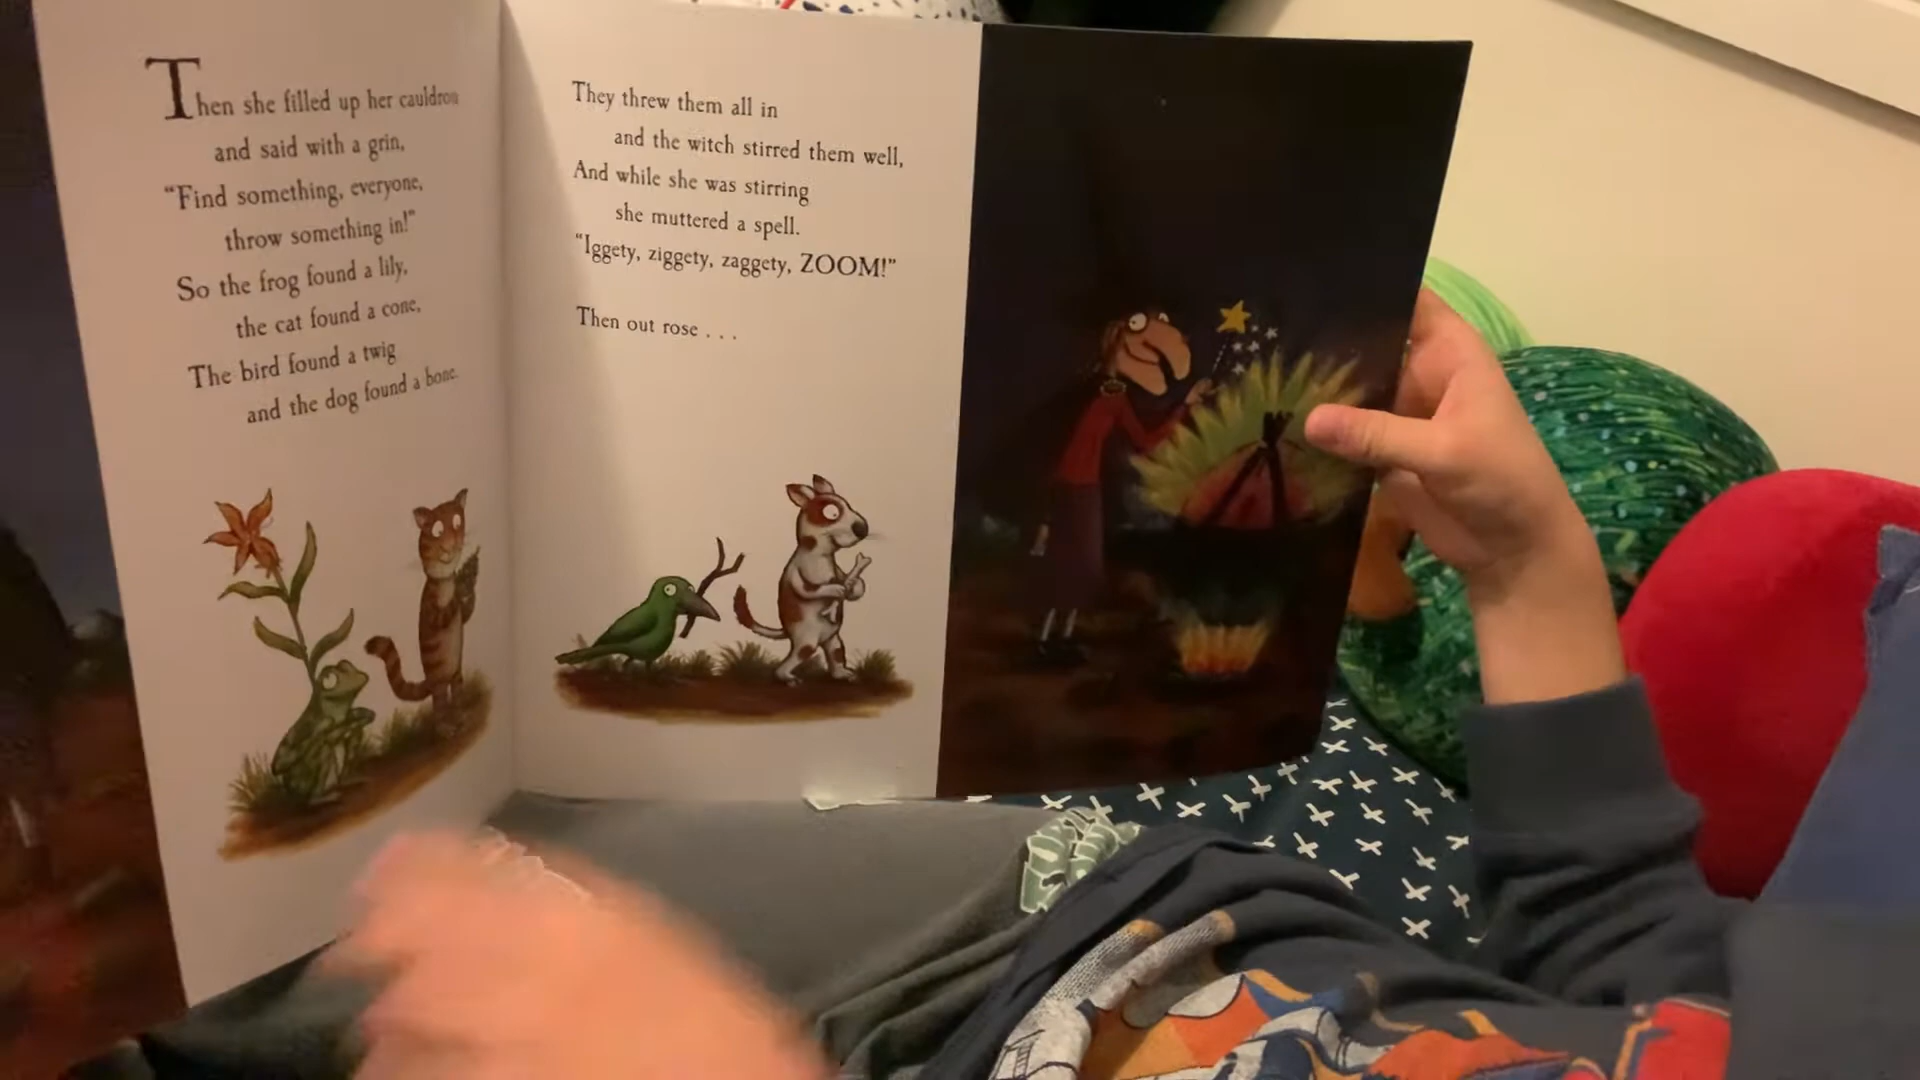 Then she filled up her cauldron
and said with a grin,
“Find something, everyone,
throw something in!”
So the frog found a lily,
the cat found a cone,
The bird found a twig
and the dog found a bone.
They threw them all in
and the witch stirred them well,
And while she was stirring
she muttered a spell.
“Iggety, ziggety, zaggety, ZOOM!”
Then out rose . . .